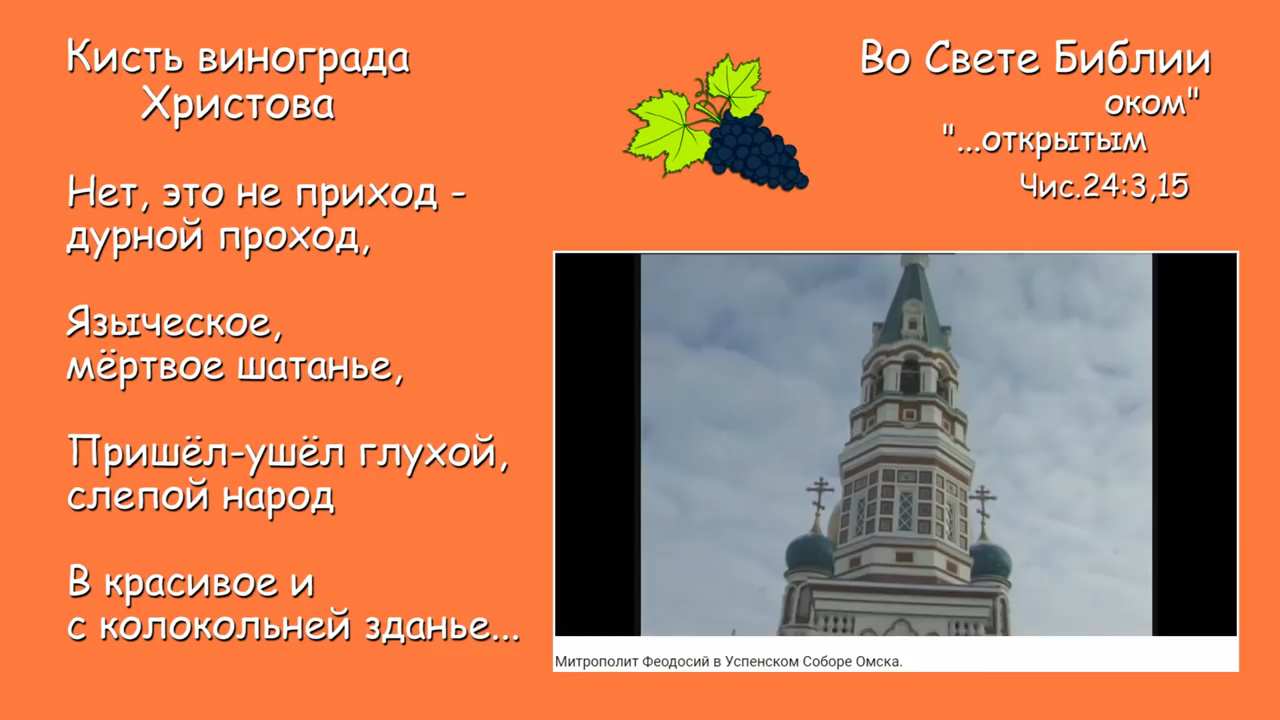 Кисть винограда
Христова
Нет, это не приход -
дурной проход,
Языческое,
мёртвое шатанье,
Пришёл-ушёл глухой,
слепой народ
В красивое и
с колокольней зданье...
Во Свете Библии
оком"
"...открытым
Чис.24:3,15
Митрополит Феодосий в Успенском Соборе Омска.